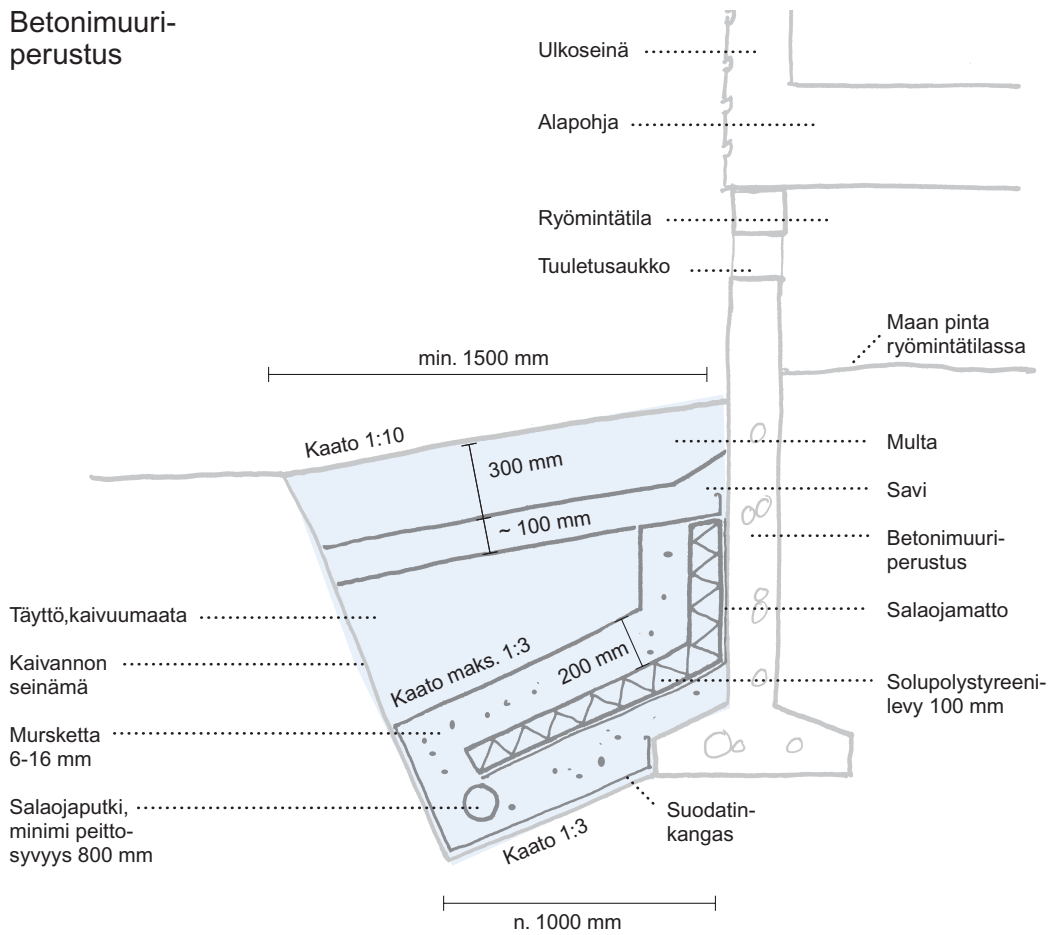 Betonimuuri-
perustus
Ulkoseinä
Alapohja
Ryömintätila
Tuuletusaukko
Maan pinta
ryömintätilassa
min. 1500 mm
Kaato 1:10
300 mm
~ 100 mm
Multa
Savi
Betonimuuri-
perustus
Salaojamatto
Solupolystyreeni-
levy 100 mm
Täyttö,kaivuumaata
Kaivannon
seinämä
Mursketta
6-16 mm
Salaojaputki,
minimi peitto-
syvyys 800 mm
Kaato maks. 1:3
200 mm
Kaato 1:3
Suodatin-
kangas
n. 1000 mm